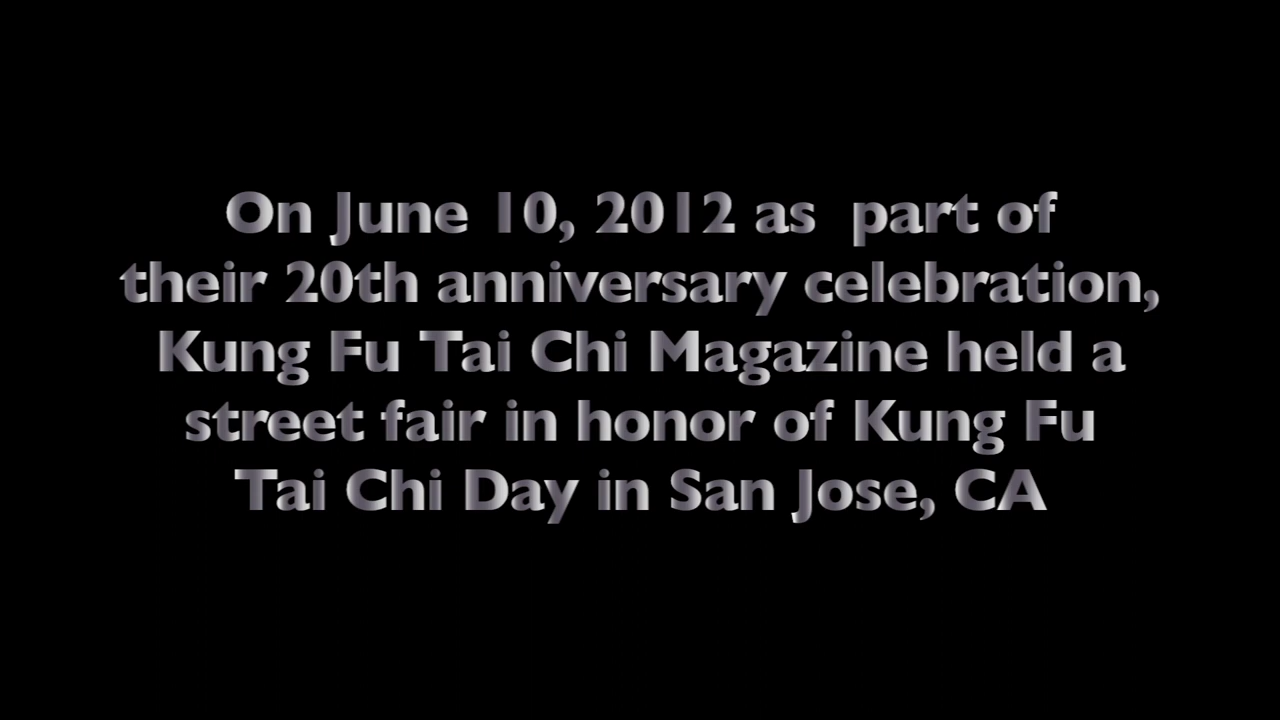 On June 10, 2012 as  part of
their 20th anniversary celebration,
Kung Fu Tai Chi Magazine held a
street fair in honor of Kung Fu
Tai Chi Day in San Jose, CA